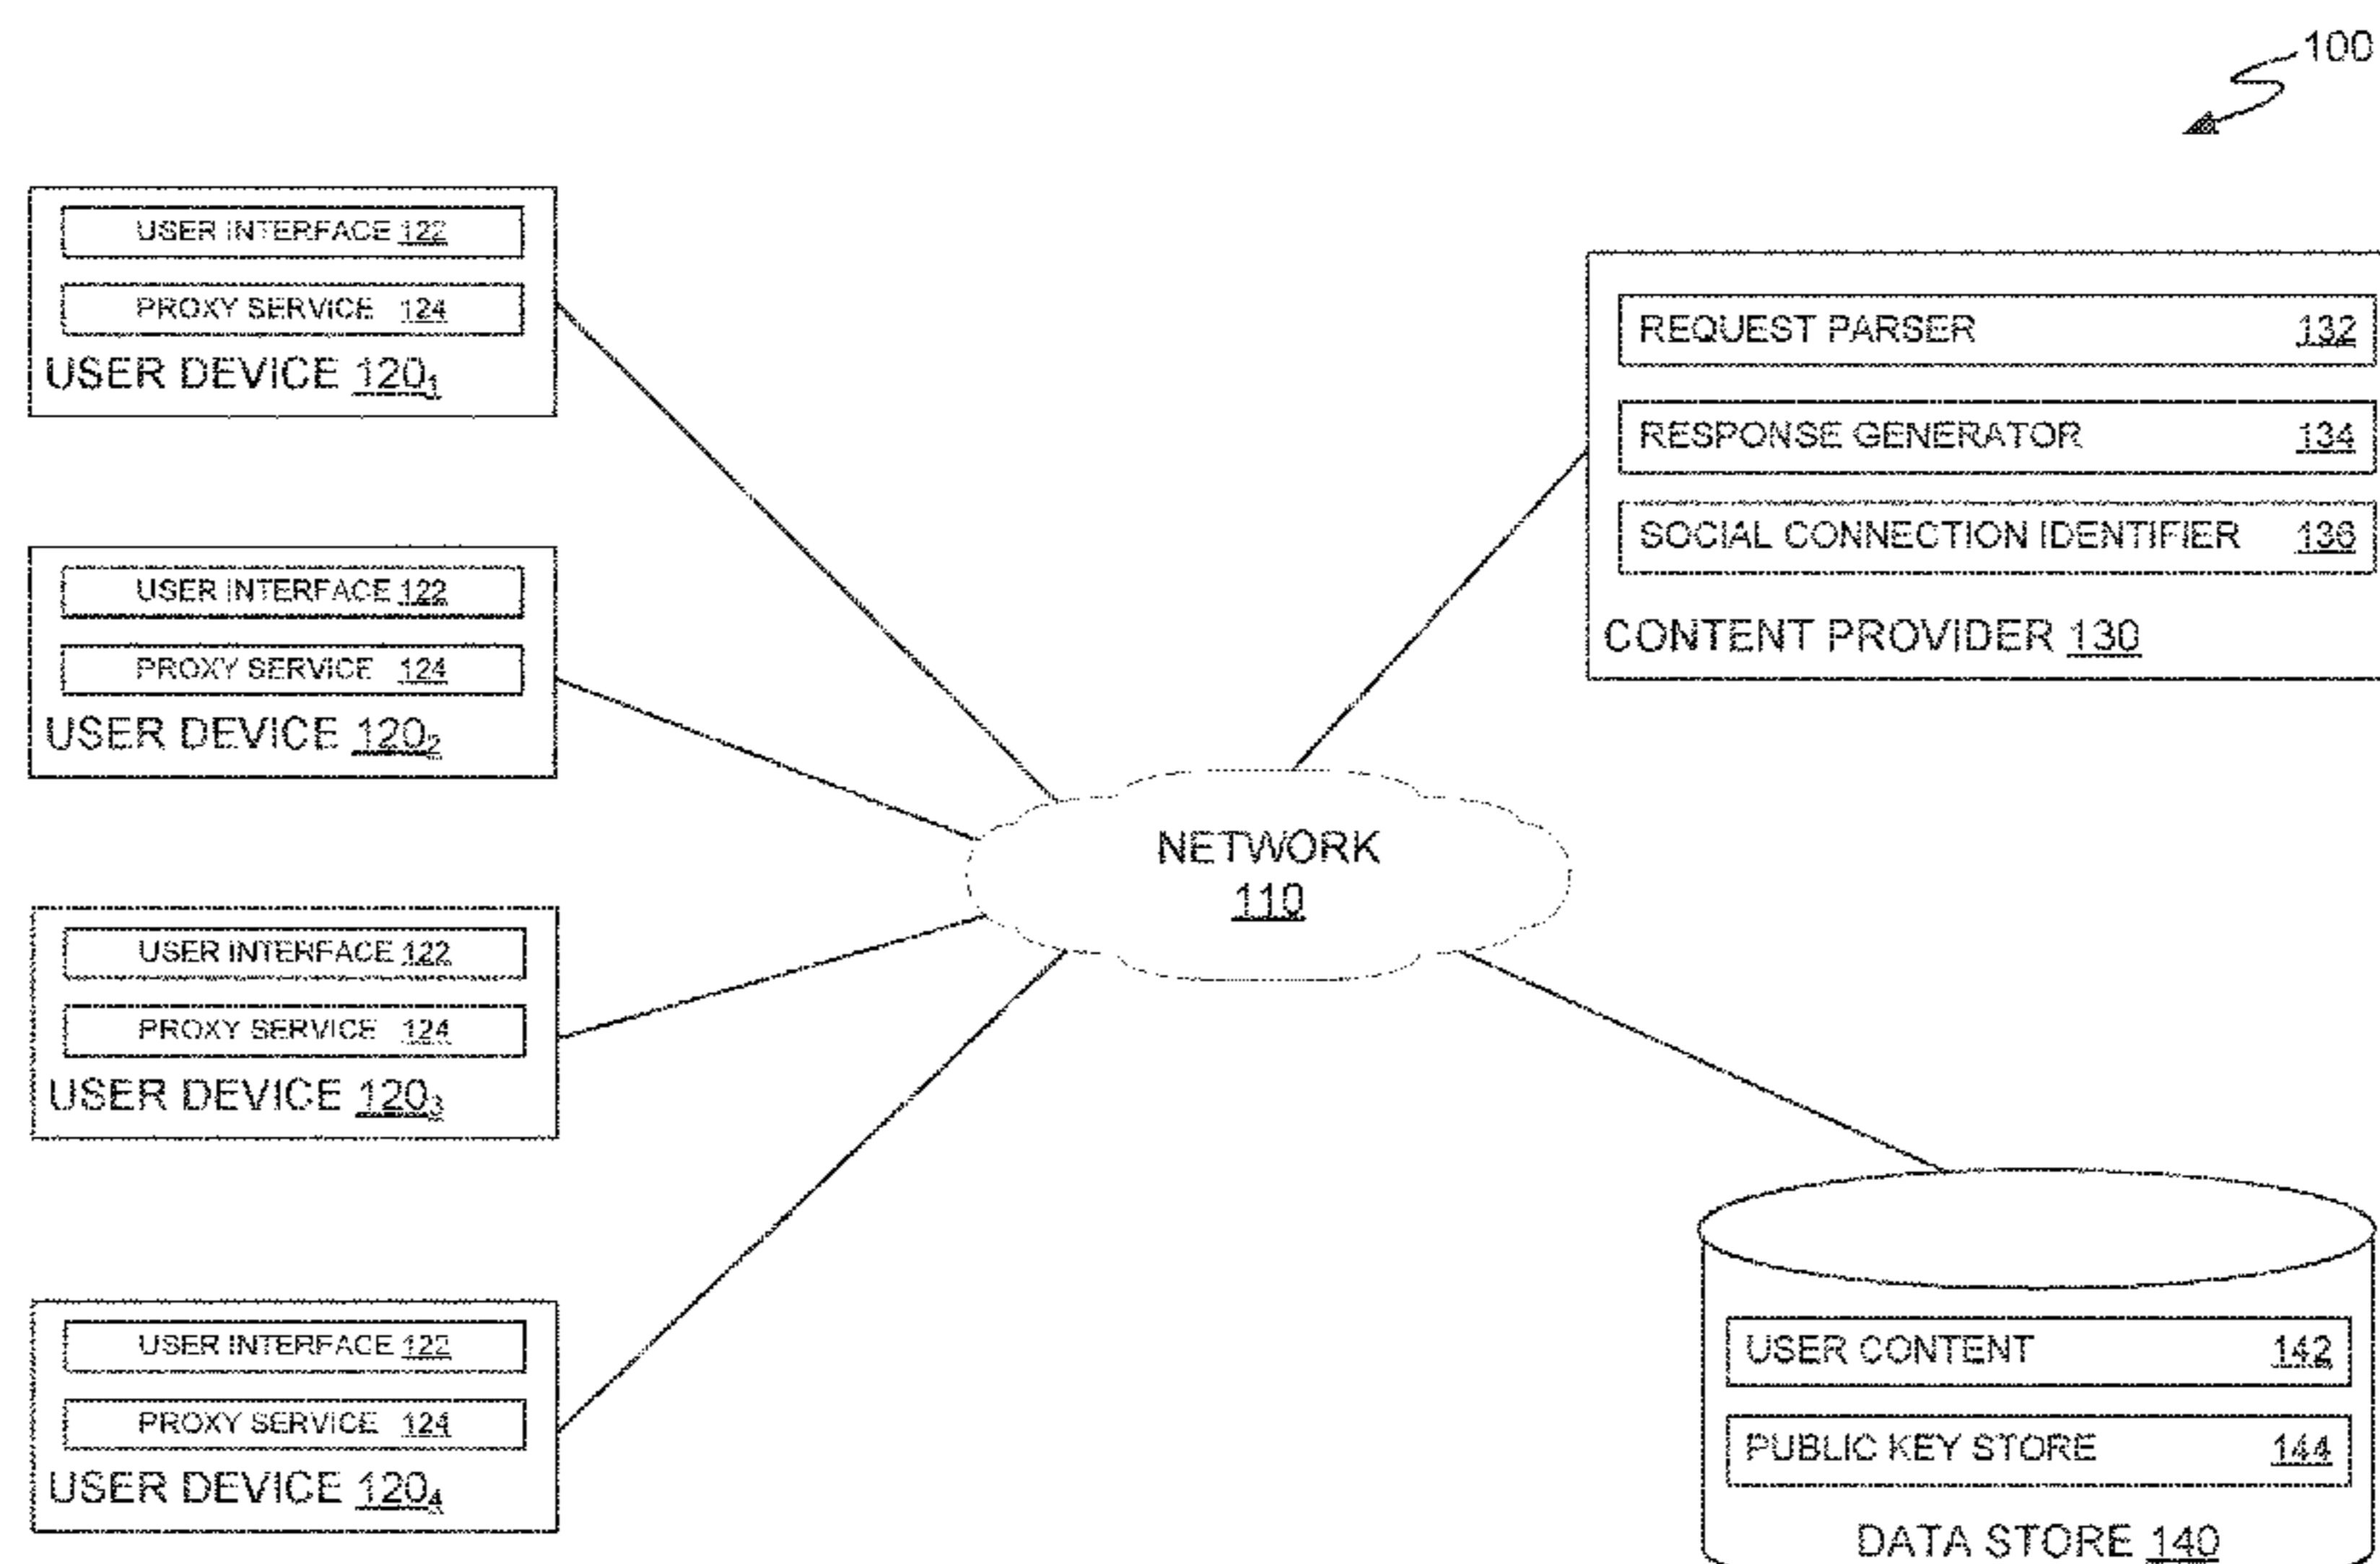 100
USER INTERFACE 122
PROXY SERVICE 124
USER DEVICE 120₁
USER INTERFACE 122
PROXY SERVICE 124
USER DEVICE 120₂
USER INTERFACE 122
PROXY SERVICE 124
USER DEVICE 120₃
USER INTERFACE 122
PROXY SERVICE 124
USER DEVICE 120₄
NETWORK
110
REQUEST PARSER 132
RESPONSE GENERATOR 134
SOCIAL CONNECTION IDENTIFIER 136
CONTENT PROVIDER 130
USER CONTENT 142
PUBLIC KEY STORE 144
DATA STORE 140